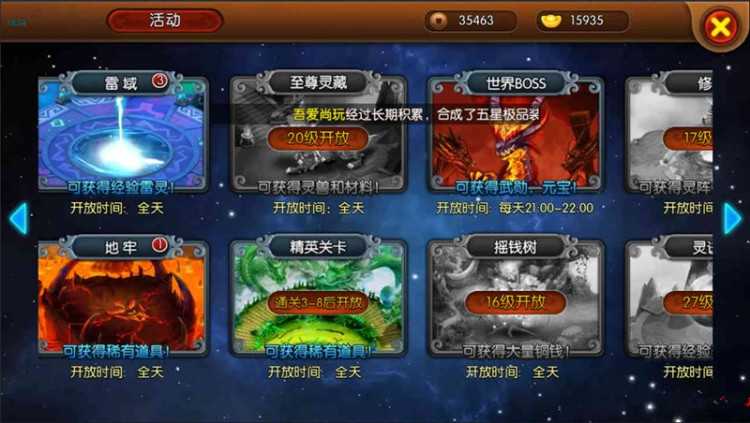 活动
35463
15935
雷域
3
至尊灵藏
世界BOSS
修
吾爱尚玩经过长期积累，合成了五星极品装
20级开放
17级
可获得经验雷灵！
可获得灵兽和材料！
可获得武勋、元宝！
可获得灵阵
开放时间：全天
开放时间：全天
开放时间：每天21:00-22:00
开放时
地牢
1
精英关卡
摇钱树
通关3-8后开放
16级开放
27级
可获得稀有道具！
可获得稀有道具！
可获得大量铜钱！
可获得经验
开放时间：全天
开放时间：全天
开放时间：全天
开放时